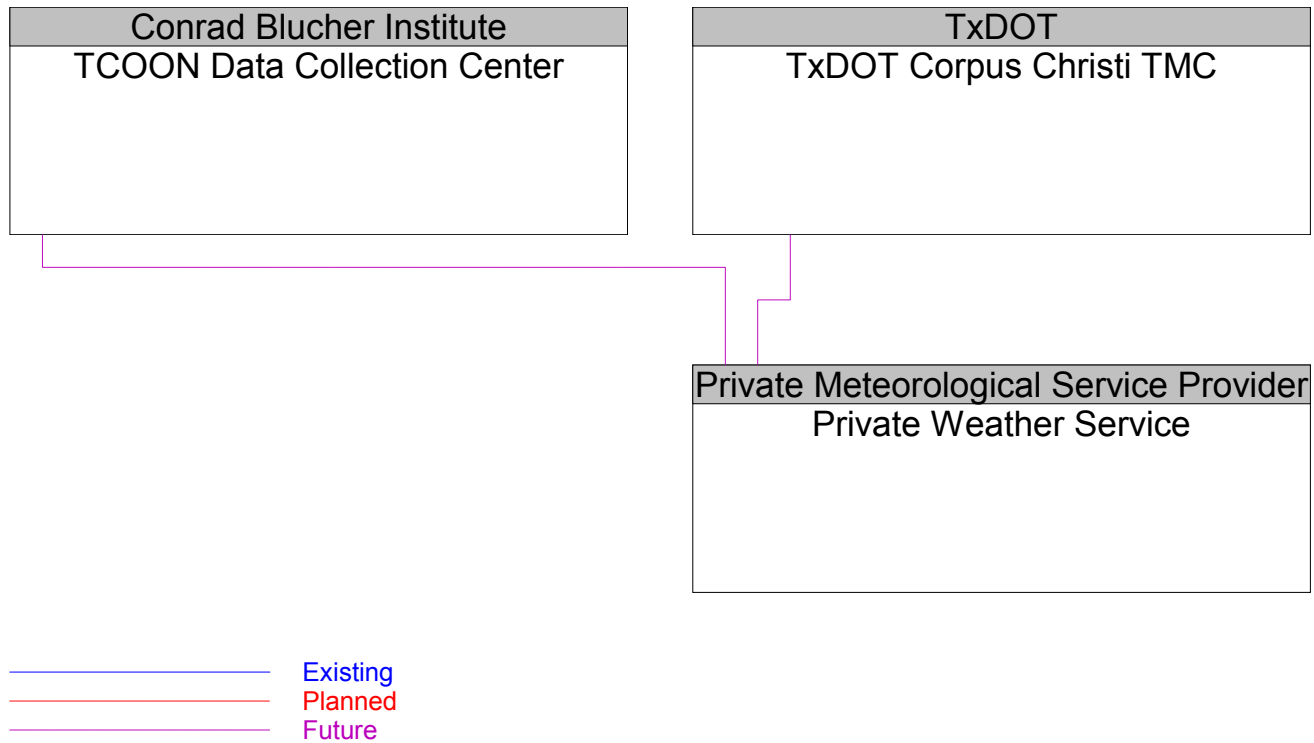 Conrad Blucher Institute
TCOON Data Collection Center
TxDOT
TxDOT Corpus Christi TMC
Private Meteorological Service Provider
Private Weather Service
Existing
Planned
Future